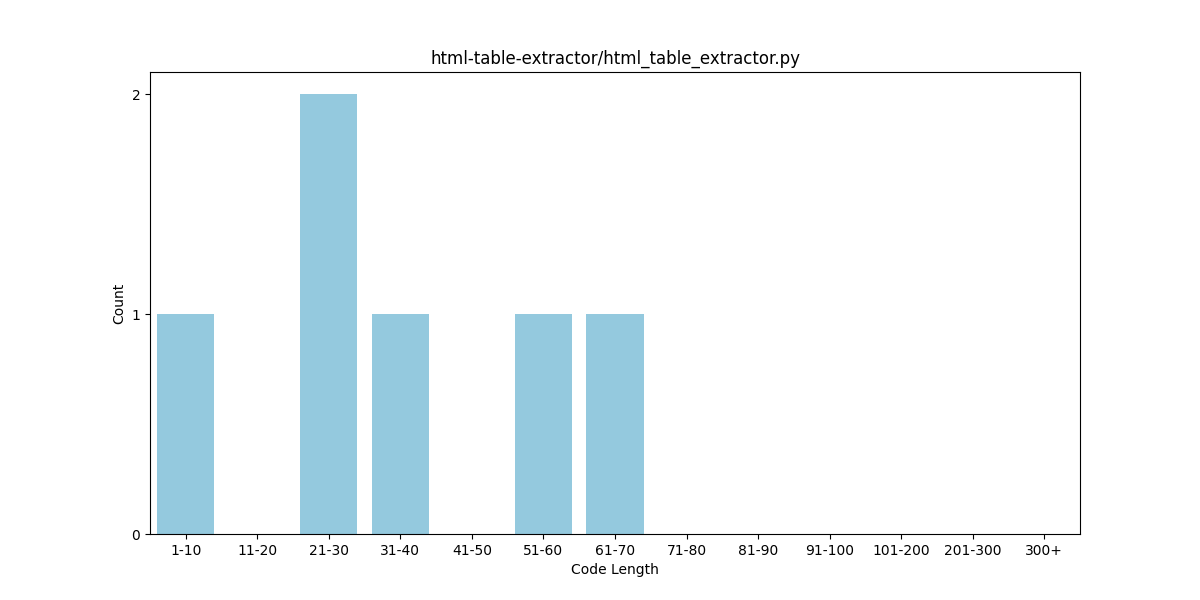 html-table-extractor/html_table_extractor.py
2
1
0
Count
1-10 11-20 21-30 31-40 41-50 51-60 61-70 71-80 81-90 91-100 101-200 201-300 300+
Code Length